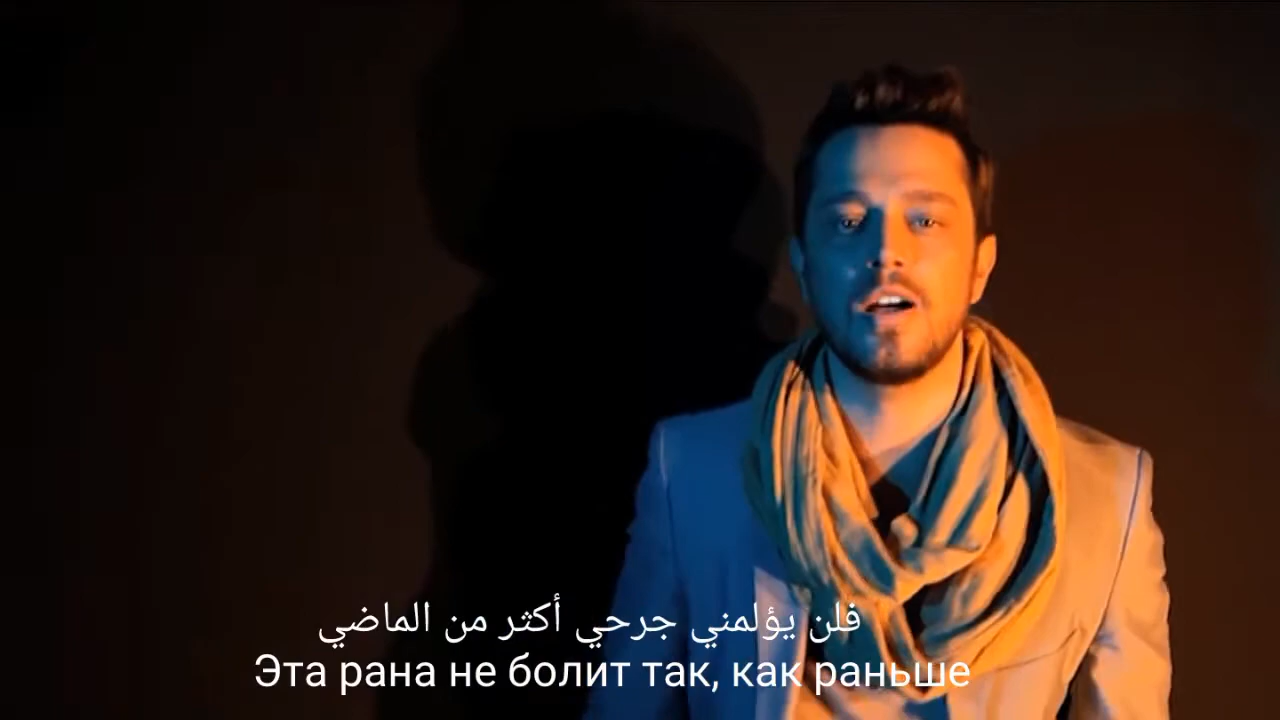 فلن يؤلمني جرحي أكثر من الماضي
Эта рана не болит так, как раньше